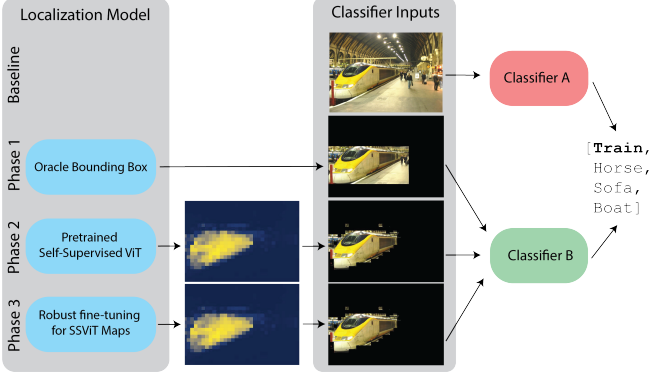 Localization Model
Classifier Inputs
Baseline
Classifier A
Phase 1
Oracle Bounding Box
[Train,
Horse,
Sofa,
Boat]
Phase 2
Pretrained
Self-Supervised ViT
Classifier B
Phase 3
Robust fine-tuning
for SSViT Maps